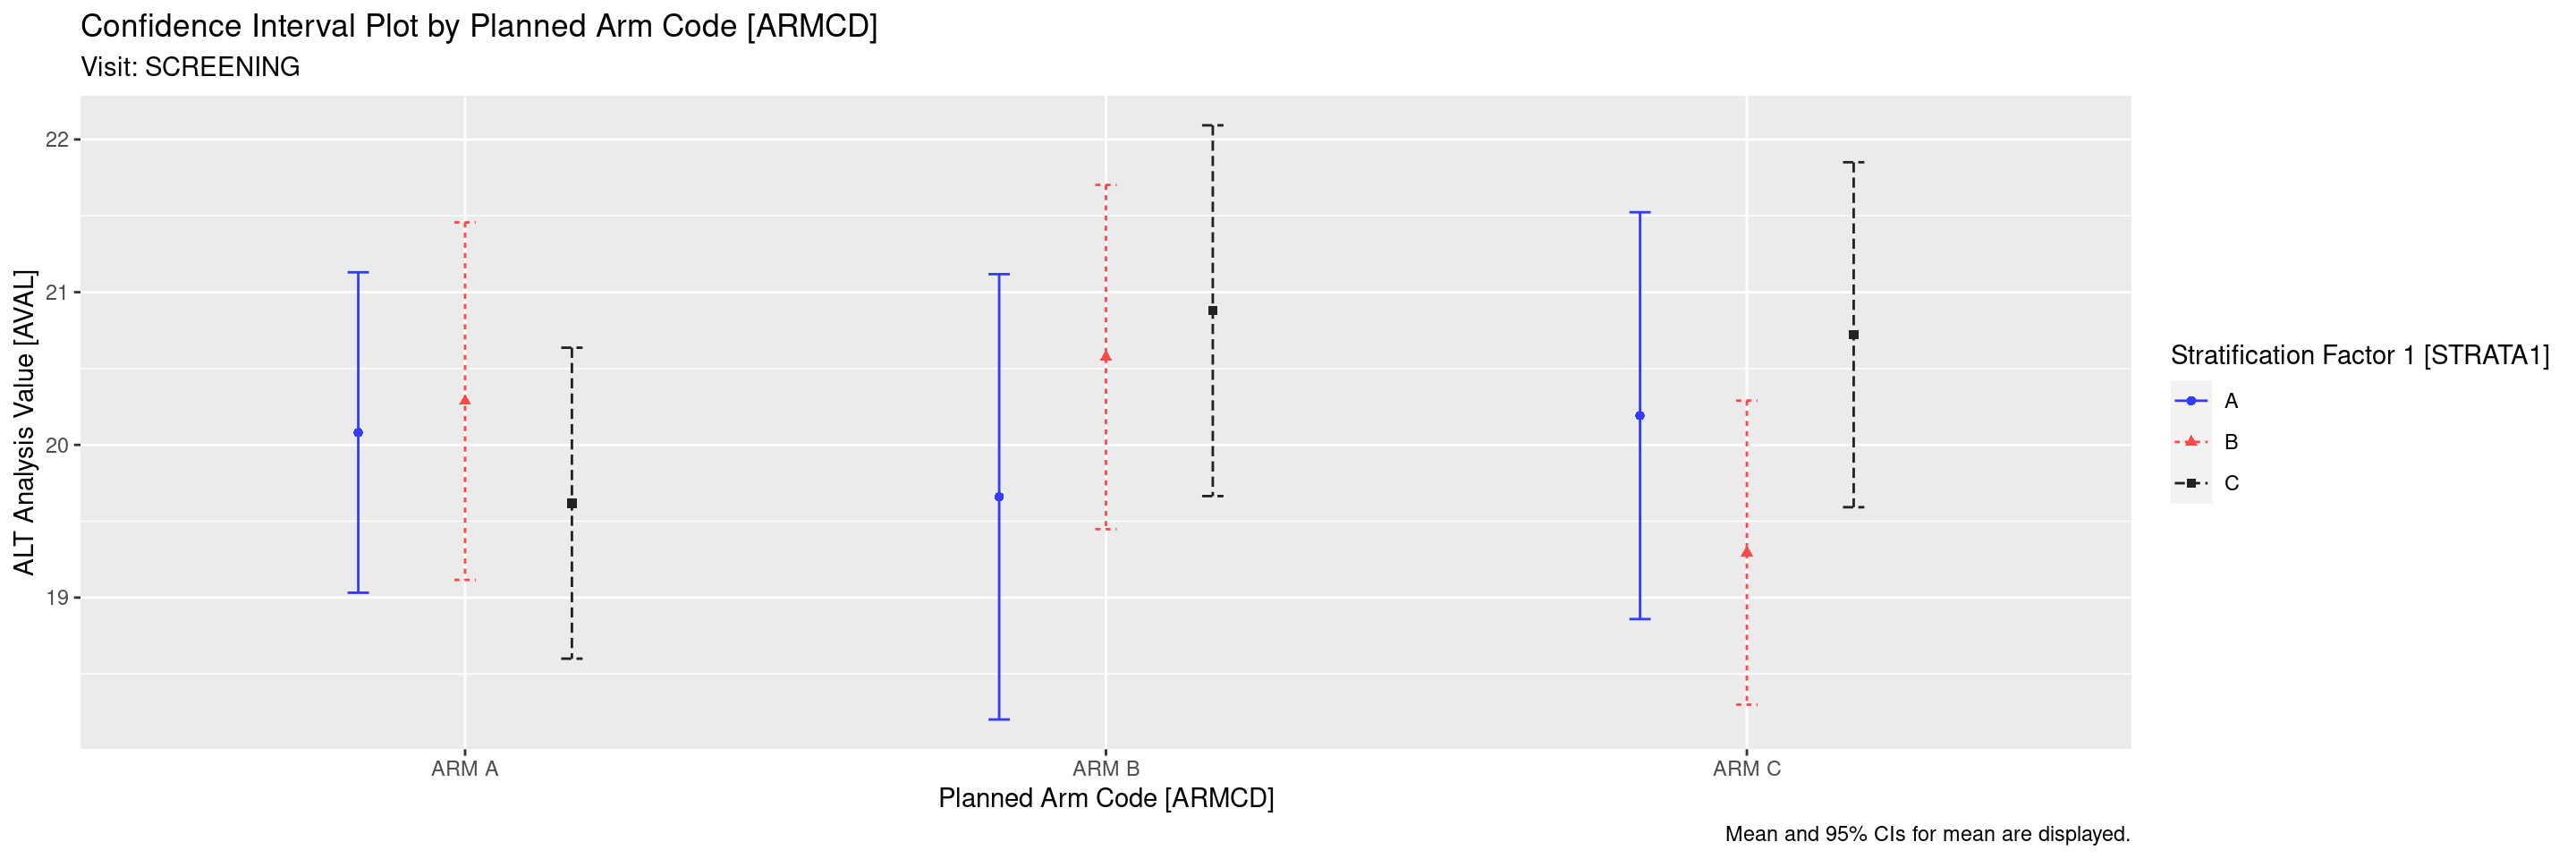 Confidence Interval Plot by Planned Arm Code [ARMCD]
Visit: SCREENING
ALT Analysis Value [AVAL]
22
21
20
19
ARM A
ARM B
ARM C
Planned Arm Code [ARMCD]
Stratification Factor 1 [STRATA1]
A
B
C
Mean and 95% CIs for mean are displayed.